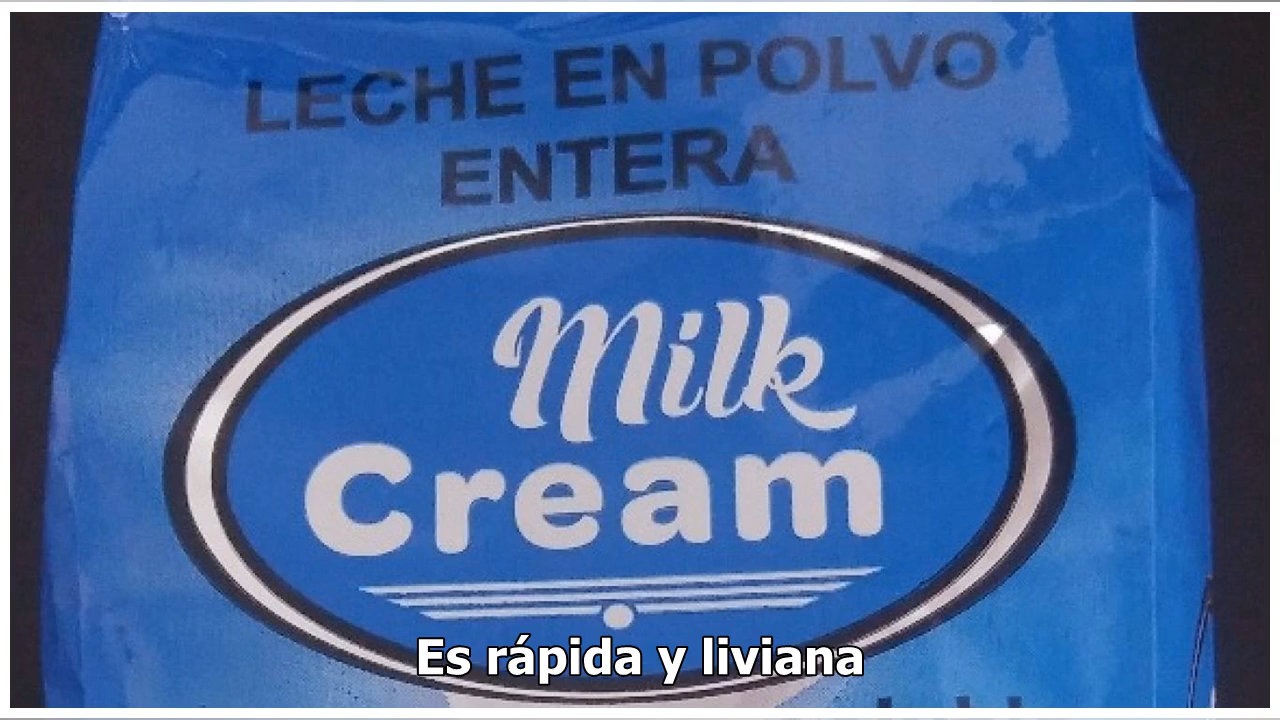 LECHE EN POLVO
ENTERA
Milk
Cream
Es rápida y liviana